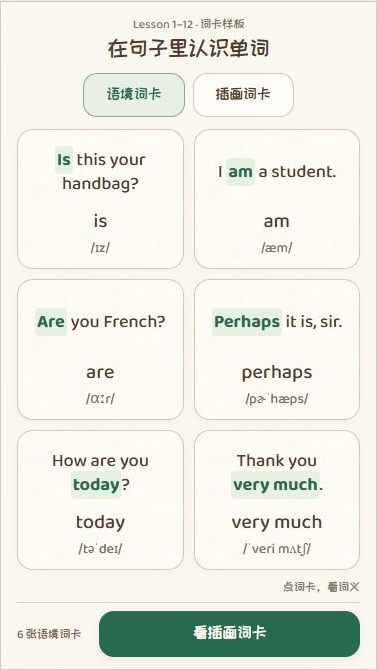 Lesson 1–12 · 词卡样板
在句子里认识单词
语境词卡
插画词卡
Is this your
handbag?
is
/ɪz/
I am a student.
am
/æm/
Are you French?
are
/ɑːr/
Perhaps it is, sir.
perhaps
/pɚˈhæps/
How are you
today?
today
/təˈdeɪ/
Thank you
very much.
very much
/ˈveri mʌtʃ/
点词卡，看词义
6 张语境词卡
看插画词卡